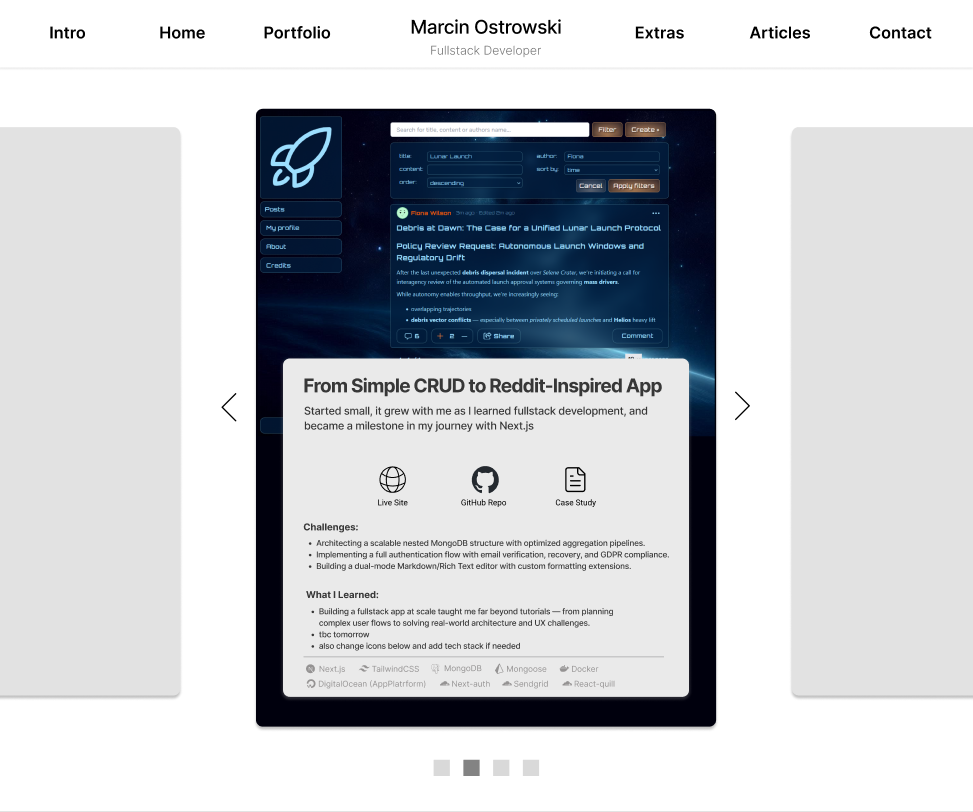 Intro
Home
Portfolio
Marcin Ostrowski
Fullstack Developer
Extras
Articles
Contact
Search for title, content or authors name...
Filter
Create +
title:
Lunar Launch
author:
Fiona
content:
sort by:
time
order:
descending
Cancel
Apply filters
Posts
My profile
About
Credits
Fiona Wilson
3m ago · Edited 5m ago
Debris at Dawn: The Case for a Unified Lunar Launch Protocol
Policy Review Request: Autonomous Launch Windows and
Regulatory Drift
After the last unexpected debris dispersal incident over Selene Crater, we're initiating a call for
interagency review of the automated launch approval systems governing mass drivers.
While autonomy enables throughput, we're increasingly seeing:
• overlapping trajectories
• debris vector conflicts — especially between privately scheduled launches and Helios heavy lift
6
+ 2 —
Share
Comment
From Simple CRUD to Reddit-Inspired App
Started small, it grew with me as I learned fullstack development, and
became a milestone in my journey with Next.js
Live Site
GitHub Repo
Case Study
Challenges:
• Architecting a scalable nested MongoDB structure with optimized aggregation pipelines.
• Implementing a full authentication flow with email verification, recovery, and GDPR compliance.
• Building a dual-mode Markdown/Rich Text editor with custom formatting extensions.
What I Learned:
• Building a fullstack app at scale taught me far beyond tutorials — from planning
complex user flows to solving real-world architecture and UX challenges.
• tbc tomorrow
• also change icons below and add tech stack if needed
Next.js
TailwindCSS
MongoDB
Mongoose
Docker
DigitalOcean (AppPlatrform)
Next-auth
Sendgrid
React-quill